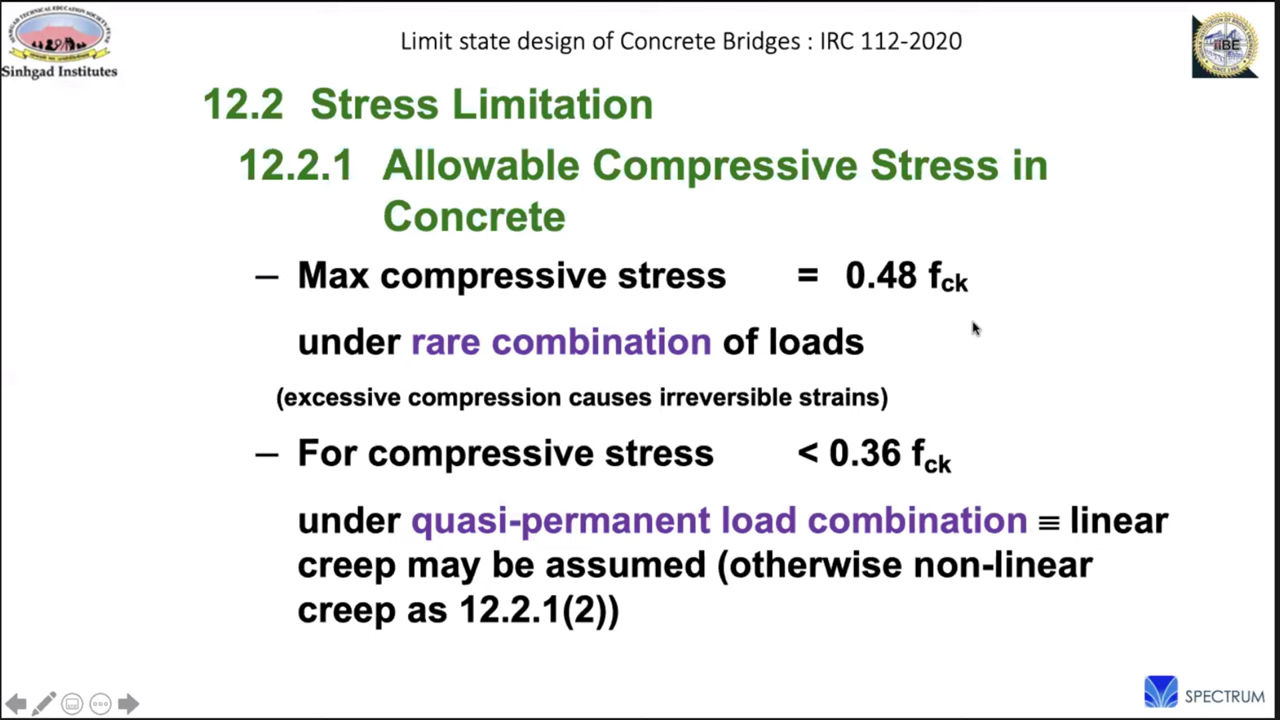 Sinhgad Institutes
Limit state design of Concrete Bridges : IRC 112-2020
iiBE
12.2 Stress Limitation
12.2.1 Allowable Compressive Stress in
Concrete
– Max compressive stress = 0.48 fck
under rare combination of loads
(excessive compression causes irreversible strains)
– For compressive stress < 0.36 fck
under quasi-permanent load combination ≡ linear
creep may be assumed (otherwise non-linear
creep as 12.2.1(2))
SPECTRUM